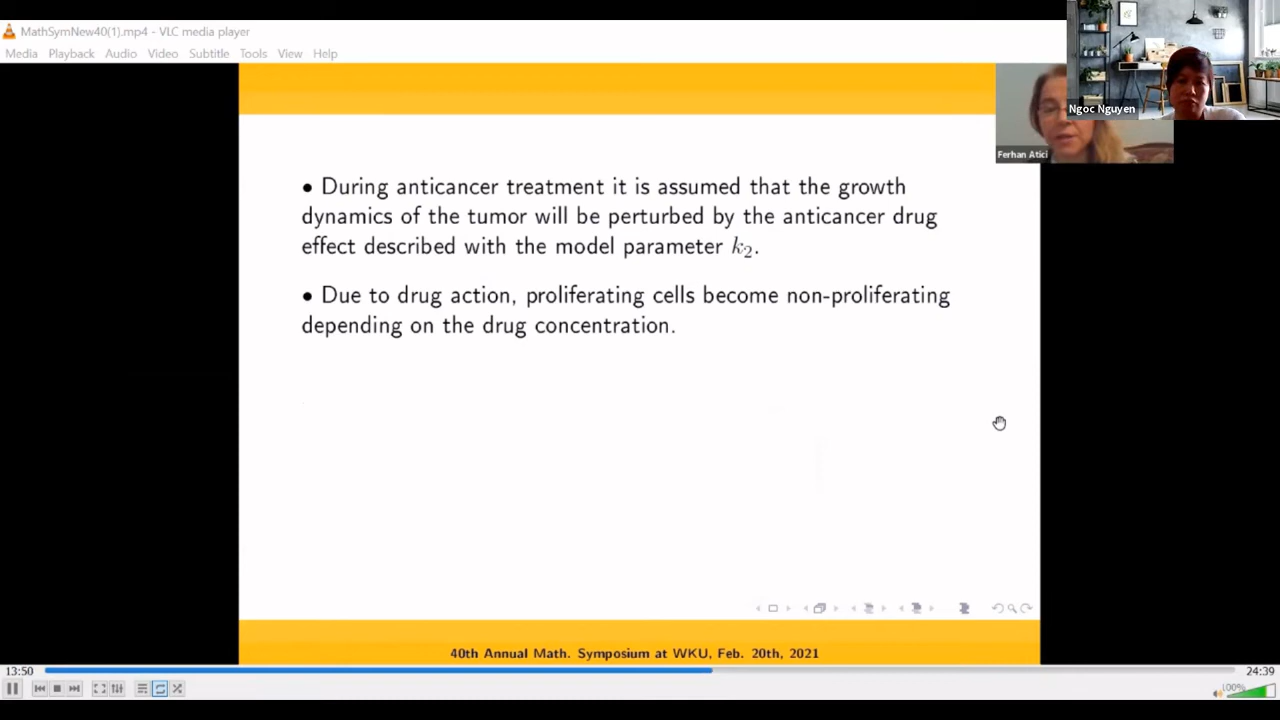 MathSymNew40(1).mp4 - VLC media player
Media Playback Audio Video Subtitle Tools View Help
Ngoc Nguyen
Ferhan Atici
• During anticancer treatment it is assumed that the growth
dynamics of the tumor will be perturbed by the anticancer drug
effect described with the model parameter k₂.
• Due to drug action, proliferating cells become non-proliferating
depending on the drug concentration.
40th Annual Math. Symposium at WKU, Feb. 20th, 2021
13:50
24:39
100%